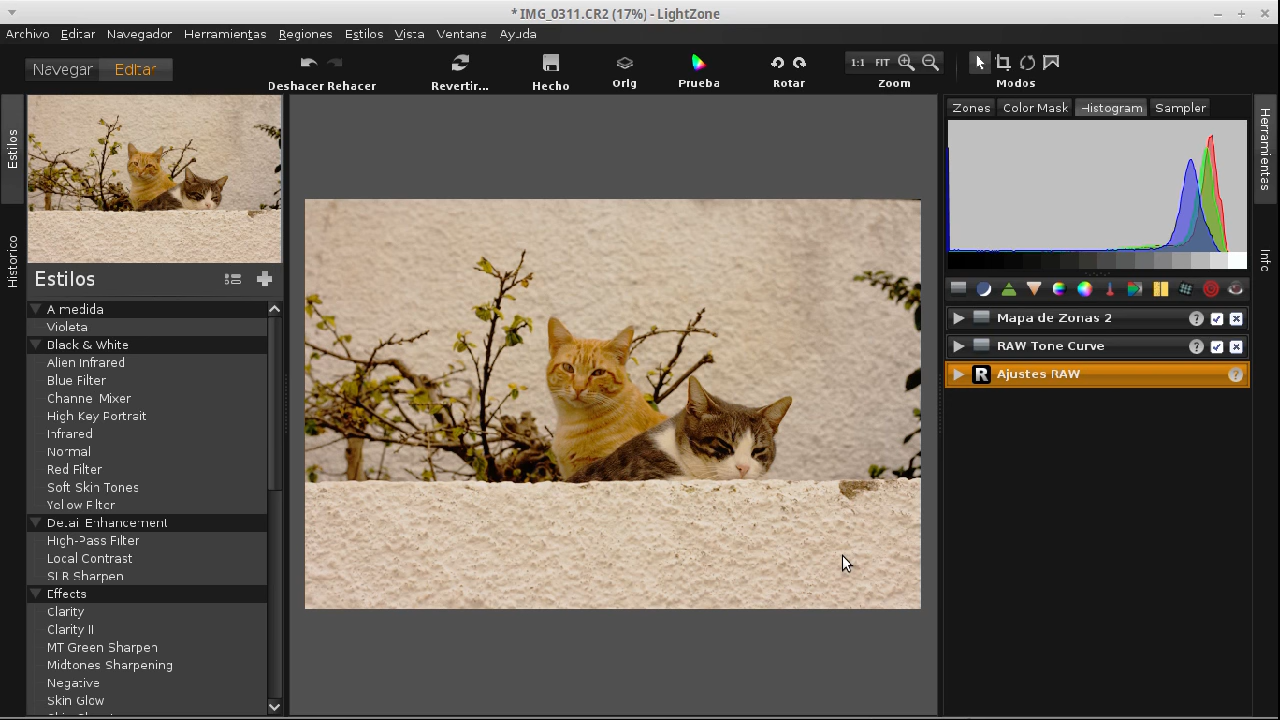 * IMG_0311.CR2 (17%) - LightZone
Archivo Editar Navegador Herramientas Regiones Estilos Vista Ventana Ayuda
Navegar Editar
Deshacer Rehacer Revertir... Hecho Orig Prueba Rotar 1:1 FIT Zoom Modos
Zones Color Mask Histogram Sampler
Estilos
Historico
Herramientas
Info
Estilos
A medida
Violeta
Black & White
Alien Infrared
Blue Filter
Channel Mixer
High Key Portrait
Infrared
Normal
Red Filter
Soft Skin Tones
Yellow Filter
Detail Enhancement
High-Pass Filter
Local Contrast
SLR Sharpen
Effects
Clarity
Clarity II
MT Green Sharpen
Midtones Sharpening
Negative
Skin Glow
Mapa de Zonas 2 ?
RAW Tone Curve ?
R Ajustes RAW ?